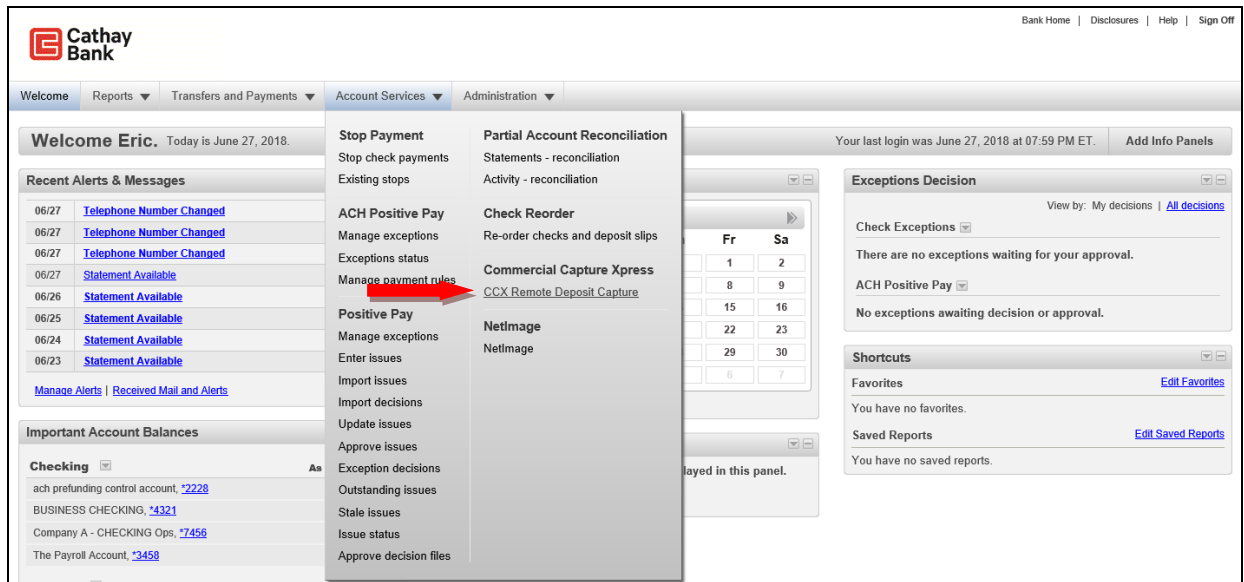 Bank Home | Disclosures | Help | Sign Off
Cathay
Bank
Welcome Reports Transfers and Payments Account Services Administration
Welcome Eric. Today is June 27, 2018.
Your last login was June 27, 2018 at 07:59 PM ET. Add Info Panels
Recent Alerts & Messages
06/27 Telephone Number Changed
06/27 Telephone Number Changed
06/27 Telephone Number Changed
06/27 Statement Available
06/26 Statement Available
06/25 Statement Available
06/24 Statement Available
06/23 Statement Available
Manage Alerts | Received Mail and Alerts
Important Account Balances
Checking As
ach prefunding control account, *2228
BUSINESS CHECKING, *4321
Company A - CHECKING Ops, *7456
The Payroll Account, *3458
Stop Payment
Stop check payments
Existing stops
ACH Positive Pay
Manage exceptions
Exceptions status
Manage payment rules
Positive Pay
Manage exceptions
Enter issues
Import issues
Import decisions
Update issues
Approve issues
Exception decisions
Outstanding issues
Stale issues
Issue status
Approve decision files
Partial Account Reconciliation
Statements - reconciliation
Activity - reconciliation
Check Reorder
Re-order checks and deposit slips
Commercial Capture Xpress
CCX Remote Deposit Capture
NetImage
NetImage
Fr Sa
1 2
8 9
15 16
22 23
29 30
6 7
layed in this panel.
Exceptions Decision
View by: My decisions | All decisions
Check Exceptions
There are no exceptions waiting for your approval.
ACH Positive Pay
No exceptions awaiting decision or approval.
Shortcuts
Favorites Edit Favorites
You have no favorites.
Saved Reports Edit Saved Reports
You have no saved reports.